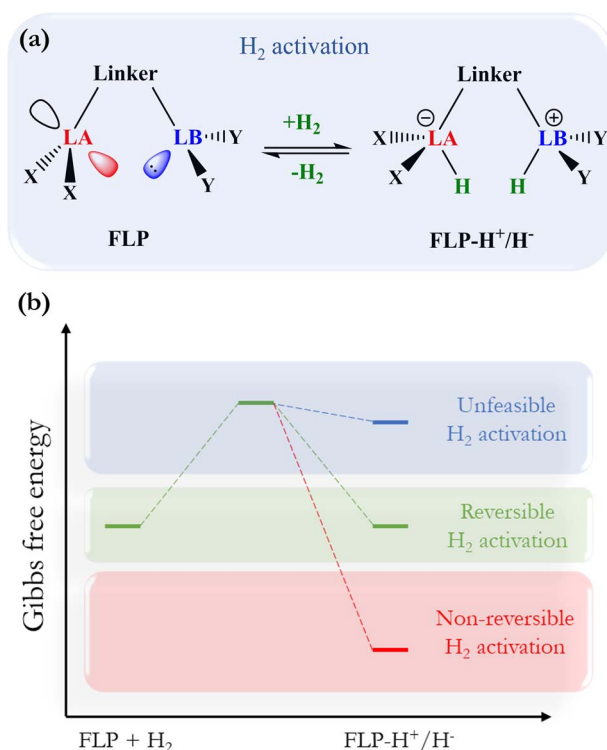 (a)
H₂ activation
Linker
Linker
LA
LB
Y
Y
X
X
+H₂
-H₂
⊖
LA
⊕
LB
Y
Y
X
X
H
H
FLP
FLP-H⁺/H⁻
(b)
Gibbs free energy
Unfeasible
H₂ activation
Reversible
H₂ activation
Non-reversible
H₂ activation
FLP + H₂
FLP-H⁺/H⁻